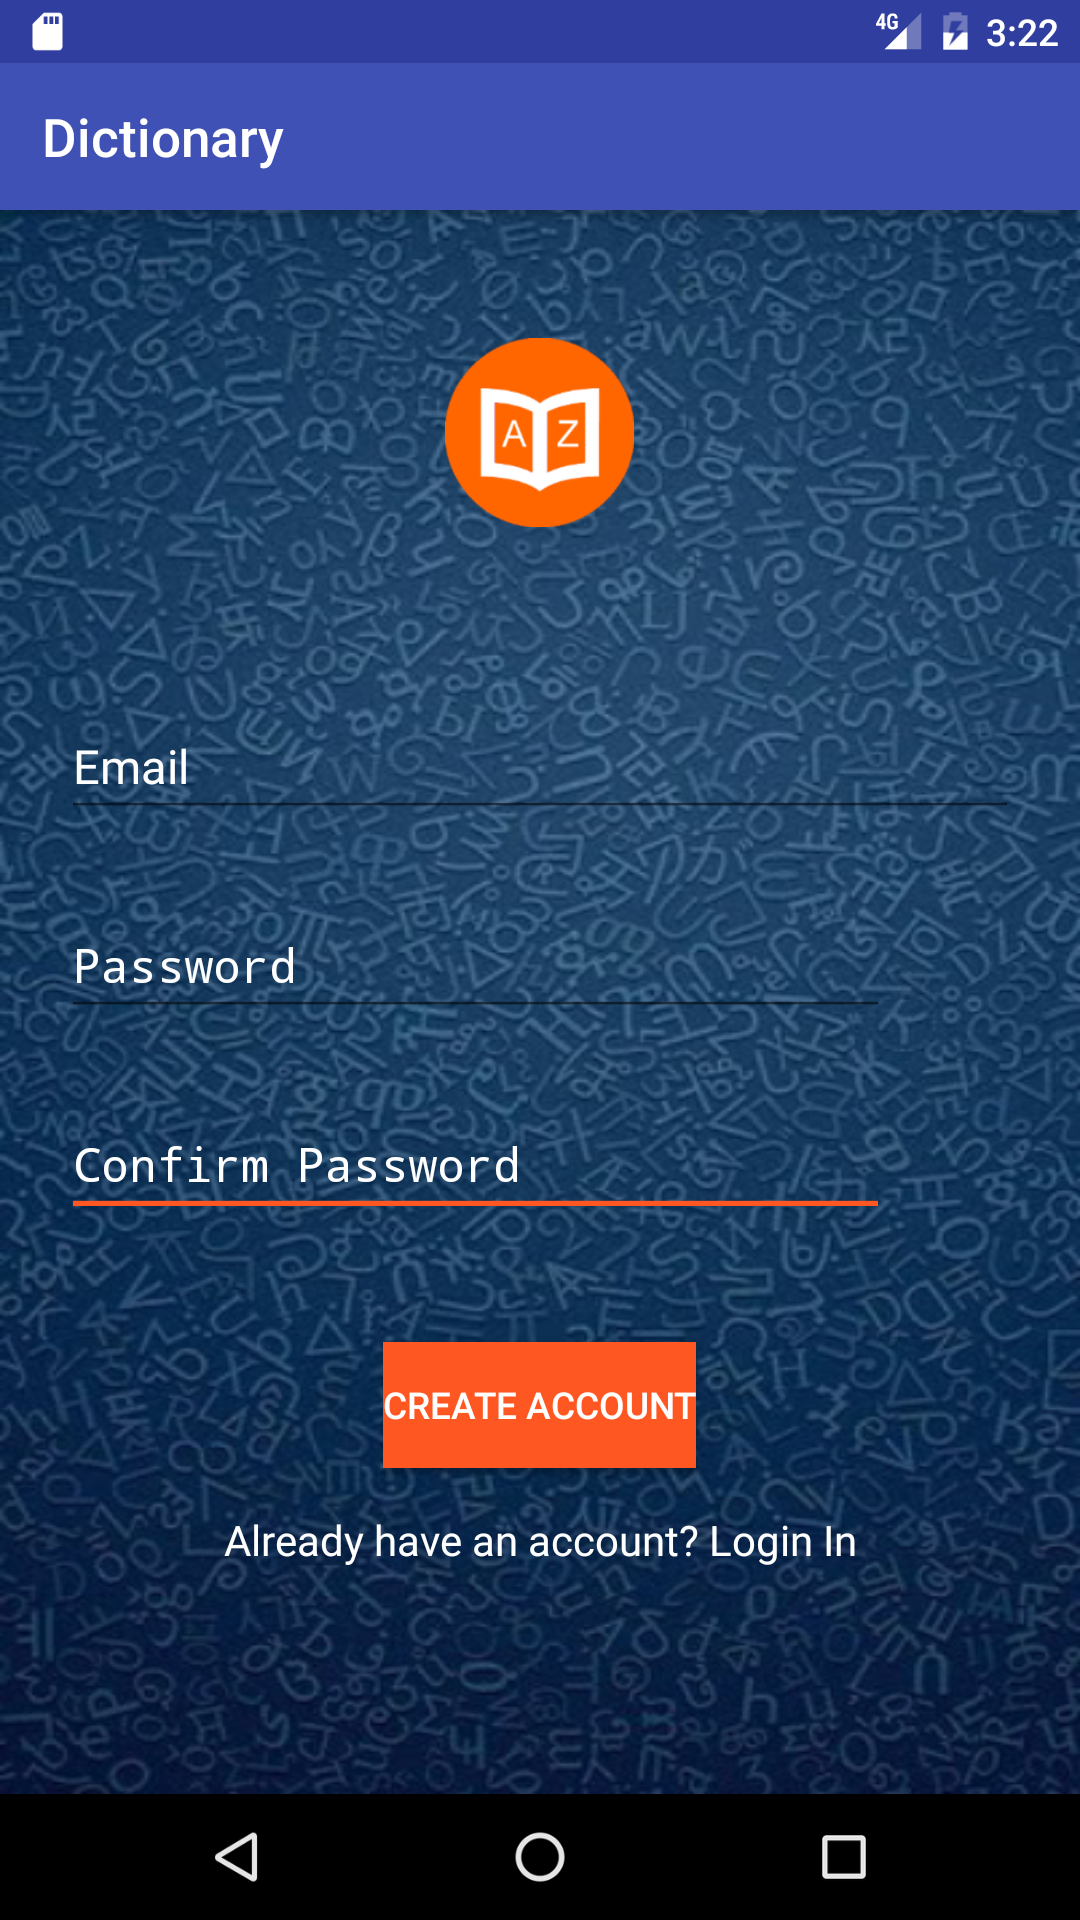 4G 3:22
Dictionary
A Z
Email
Password
Confirm Password
CREATE ACCOUNT
Already have an account? Login In